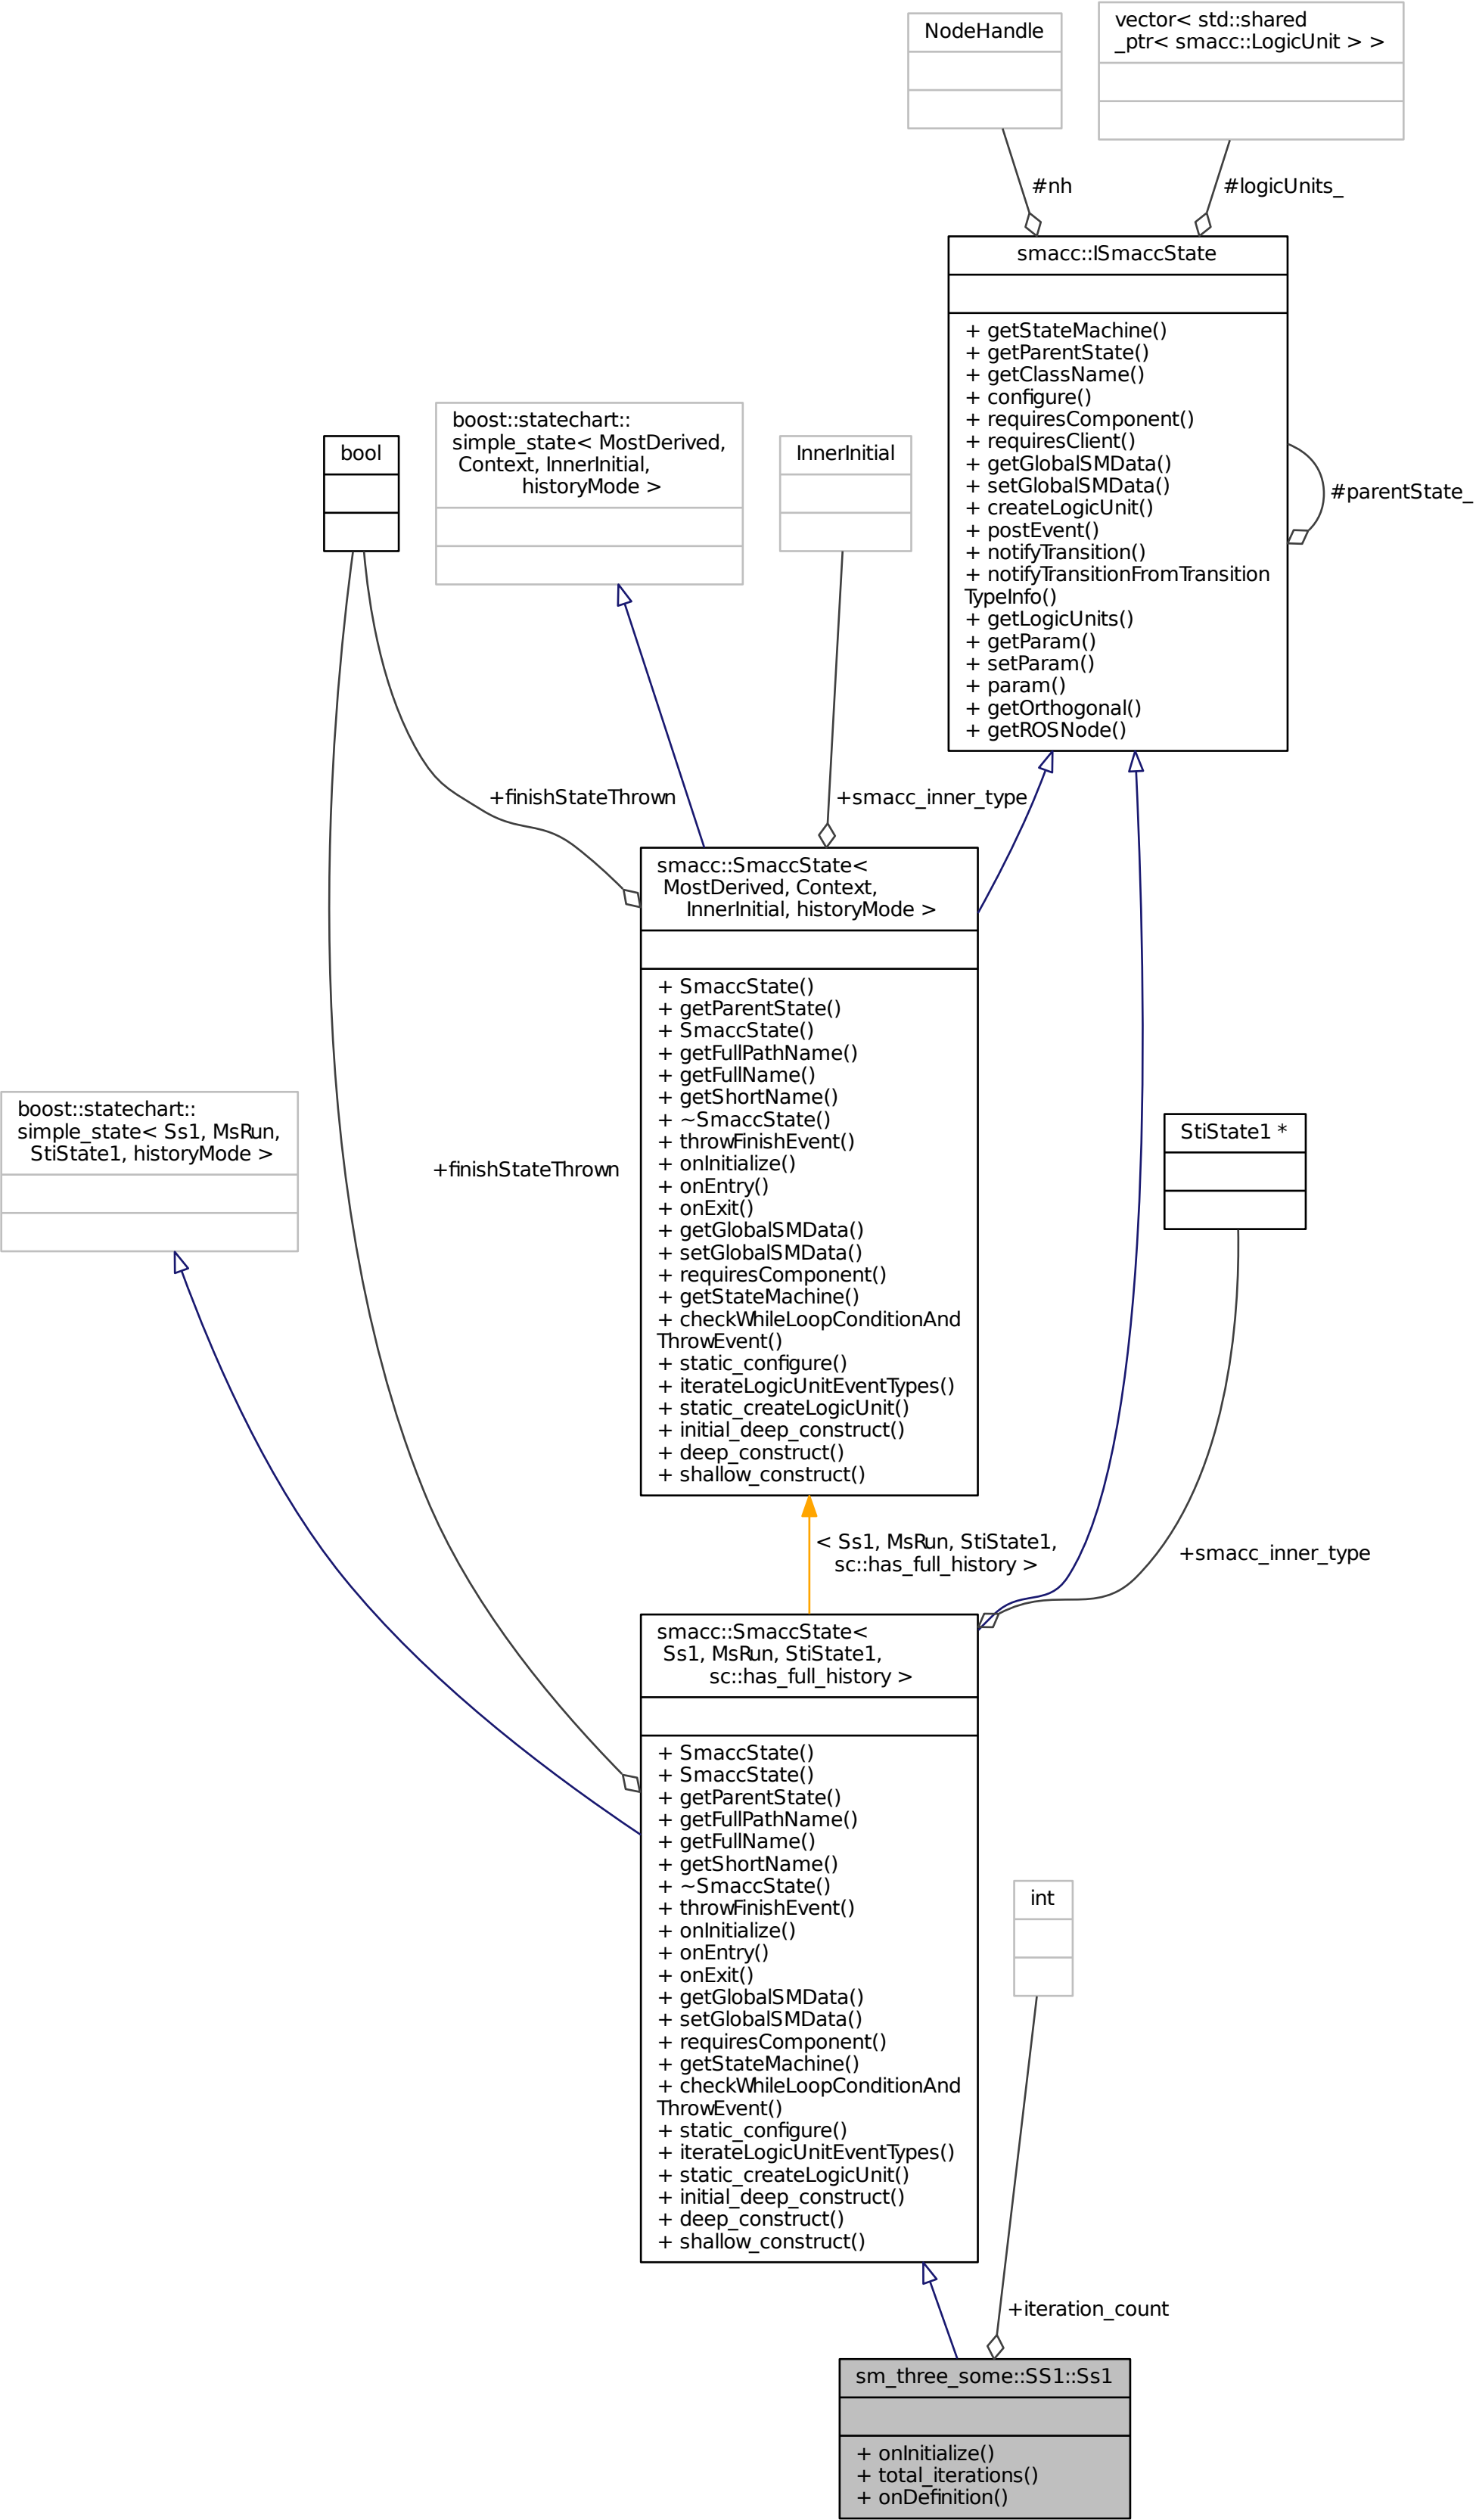 NodeHandle
vector< std::shared
_ptr< smacc::LogicUnit > >
#nh
#logicUnits_
smacc::ISmaccState
+ getStateMachine()
+ getParentState()
+ getClassName()
+ configure()
+ requiresComponent()
+ requiresClient()
+ getGlobalSMData()
+ setGlobalSMData()
+ createLogicUnit()
+ postEvent()
+ notifyTransition()
+ notifyTransitionFromTransition
TypeInfo()
+ getLogicUnits()
+ getParam()
+ setParam()
+ param()
+ getOrthogonal()
+ getROSNode()
#parentState_
bool
boost::statechart::
simple_state< MostDerived,
Context, InnerInitial,
historyMode >
InnerInitial
+finishStateThrown
+smacc_inner_type
smacc::SmaccState<
MostDerived, Context,
InnerInitial, historyMode >
+ SmaccState()
+ getParentState()
+ SmaccState()
+ getFullPathName()
+ getFullName()
+ getShortName()
+ ~SmaccState()
+ throwFinishEvent()
+ onInitialize()
+ onEntry()
+ onExit()
+ getGlobalSMData()
+ setGlobalSMData()
+ requiresComponent()
+ getStateMachine()
+ checkWhileLoopConditionAnd
ThrowEvent()
+ static_configure()
+ iterateLogicUnitEventTypes()
+ static_createLogicUnit()
+ initial_deep_construct()
+ deep_construct()
+ shallow_construct()
boost::statechart::
simple_state< Ss1, MsRun,
StiState1, historyMode >
+finishStateThrown
StiState1 *
< Ss1, MsRun, StiState1,
sc::has_full_history >
+smacc_inner_type
smacc::SmaccState<
Ss1, MsRun, StiState1,
sc::has_full_history >
+ SmaccState()
+ SmaccState()
+ getParentState()
+ getFullPathName()
+ getFullName()
+ getShortName()
+ ~SmaccState()
+ throwFinishEvent()
+ onInitialize()
+ onEntry()
+ onExit()
+ getGlobalSMData()
+ setGlobalSMData()
+ requiresComponent()
+ getStateMachine()
+ checkWhileLoopConditionAnd
ThrowEvent()
+ static_configure()
+ iterateLogicUnitEventTypes()
+ static_createLogicUnit()
+ initial_deep_construct()
+ deep_construct()
+ shallow_construct()
int
+iteration_count
sm_three_some::SS1::Ss1
+ onInitialize()
+ total_iterations()
+ onDefinition()